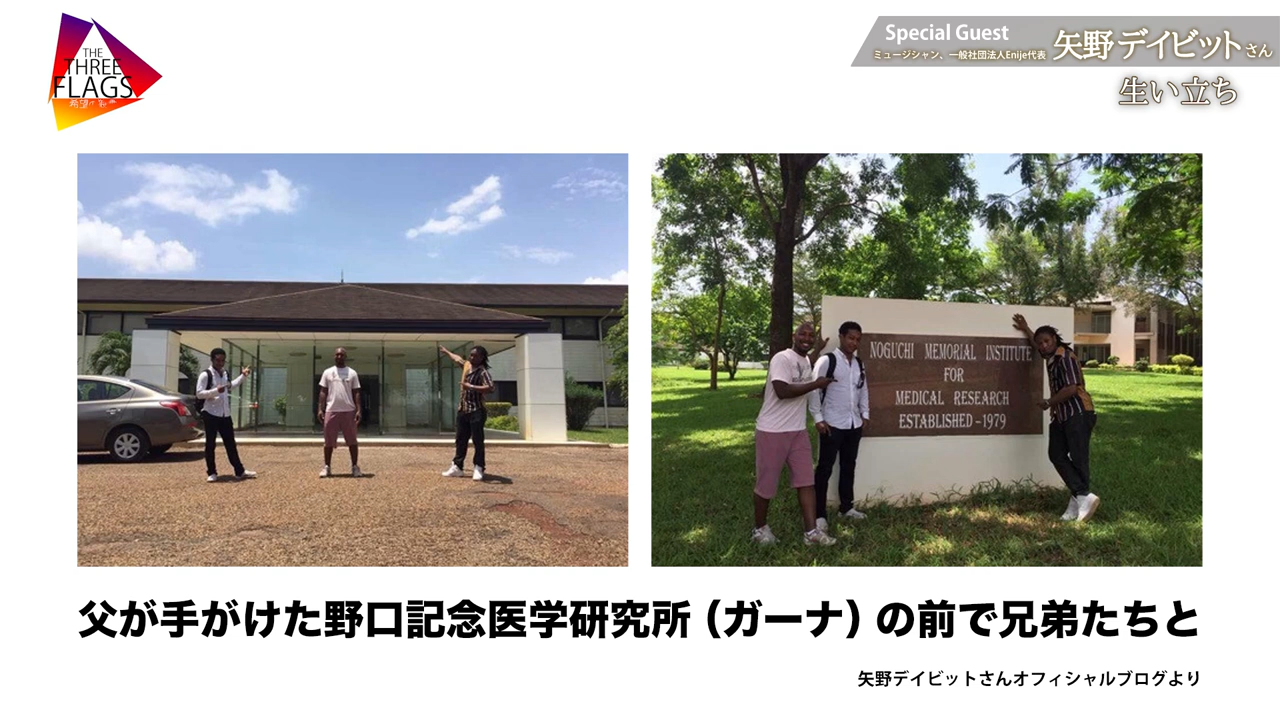 THE
THREE
FLAGS
Special Guest
ミュージシャン、一般社団法人Enije代表 矢野デイビットさん
生い立ち
NOGUCHI MEMORIAL INSTITUTE
FOR
MEDICAL RESEARCH
ESTABLISHED - 1979
父が手がけた野口記念医学研究所（ガーナ）の前で兄弟たちと
矢野デイビットさんオフィシャルブログより